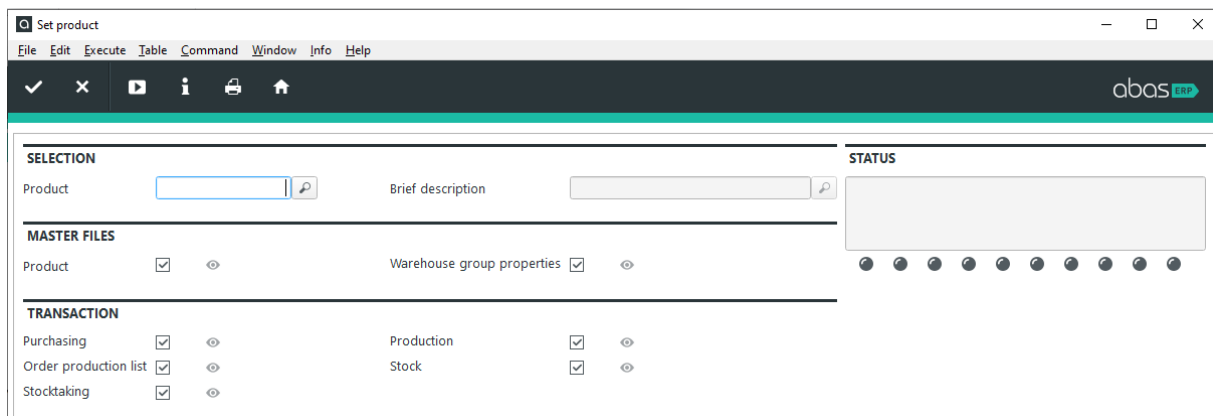 Set product
File Edit Execute Table Command Window Info Help
abas ERP
SELECTION
STATUS
Product
Brief description
MASTER FILES
Product
Warehouse group properties
TRANSACTION
Purchasing
Production
Order production list
Stock
Stocktaking